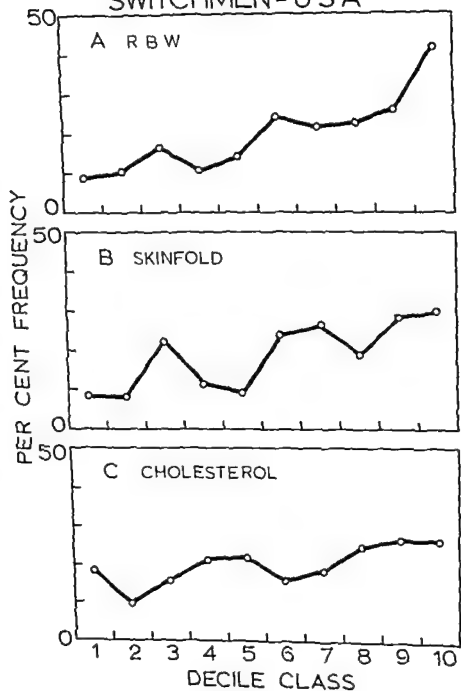 SWITCHMEN-USA
50
A RBW
0
50
B SKINFOLD
0
50
C CHOLESTEROL
0
1 2 3 4 5 6 7 8 9 10
DECILE CLASS
PER CENT FREQUENCY